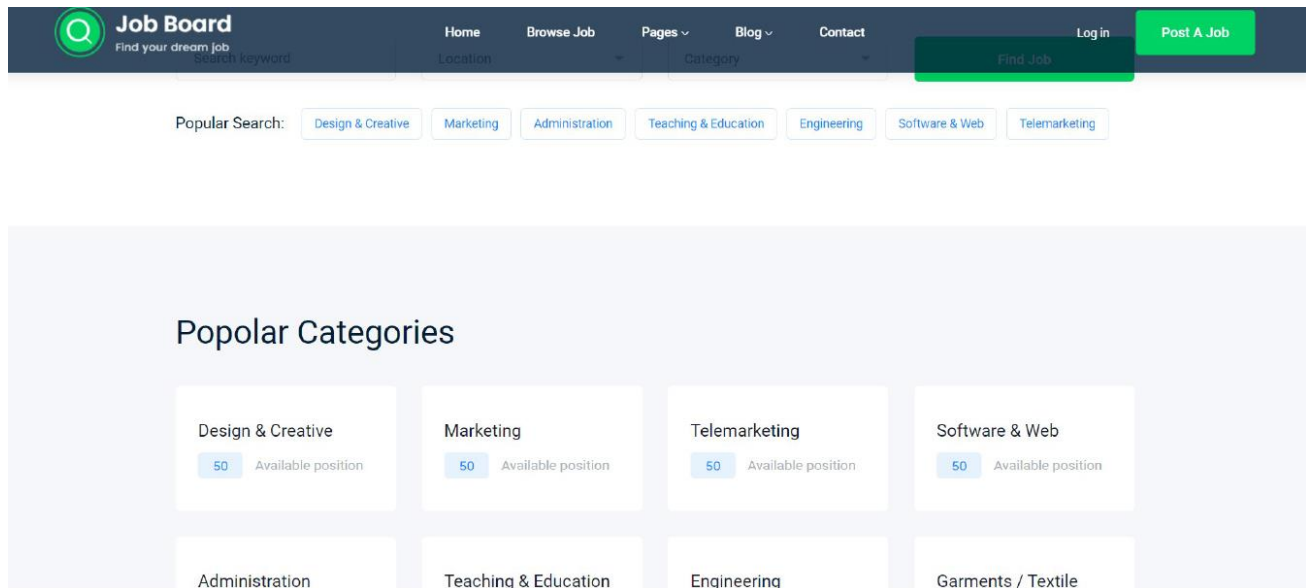 Job Board
Find your dream job
Home Browse Job Pages Blog Contact Log in Post A Job
Search keyword Location Category Find Job
Popular Search: Design & Creative Marketing Administration Teaching & Education Engineering Software & Web Telemarketing
Popolar Categories
Design & Creative Marketing Telemarketing Software & Web
50 Available position 50 Available position 50 Available position 50 Available position
Administration Teaching & Education Engineering Garments / Textile